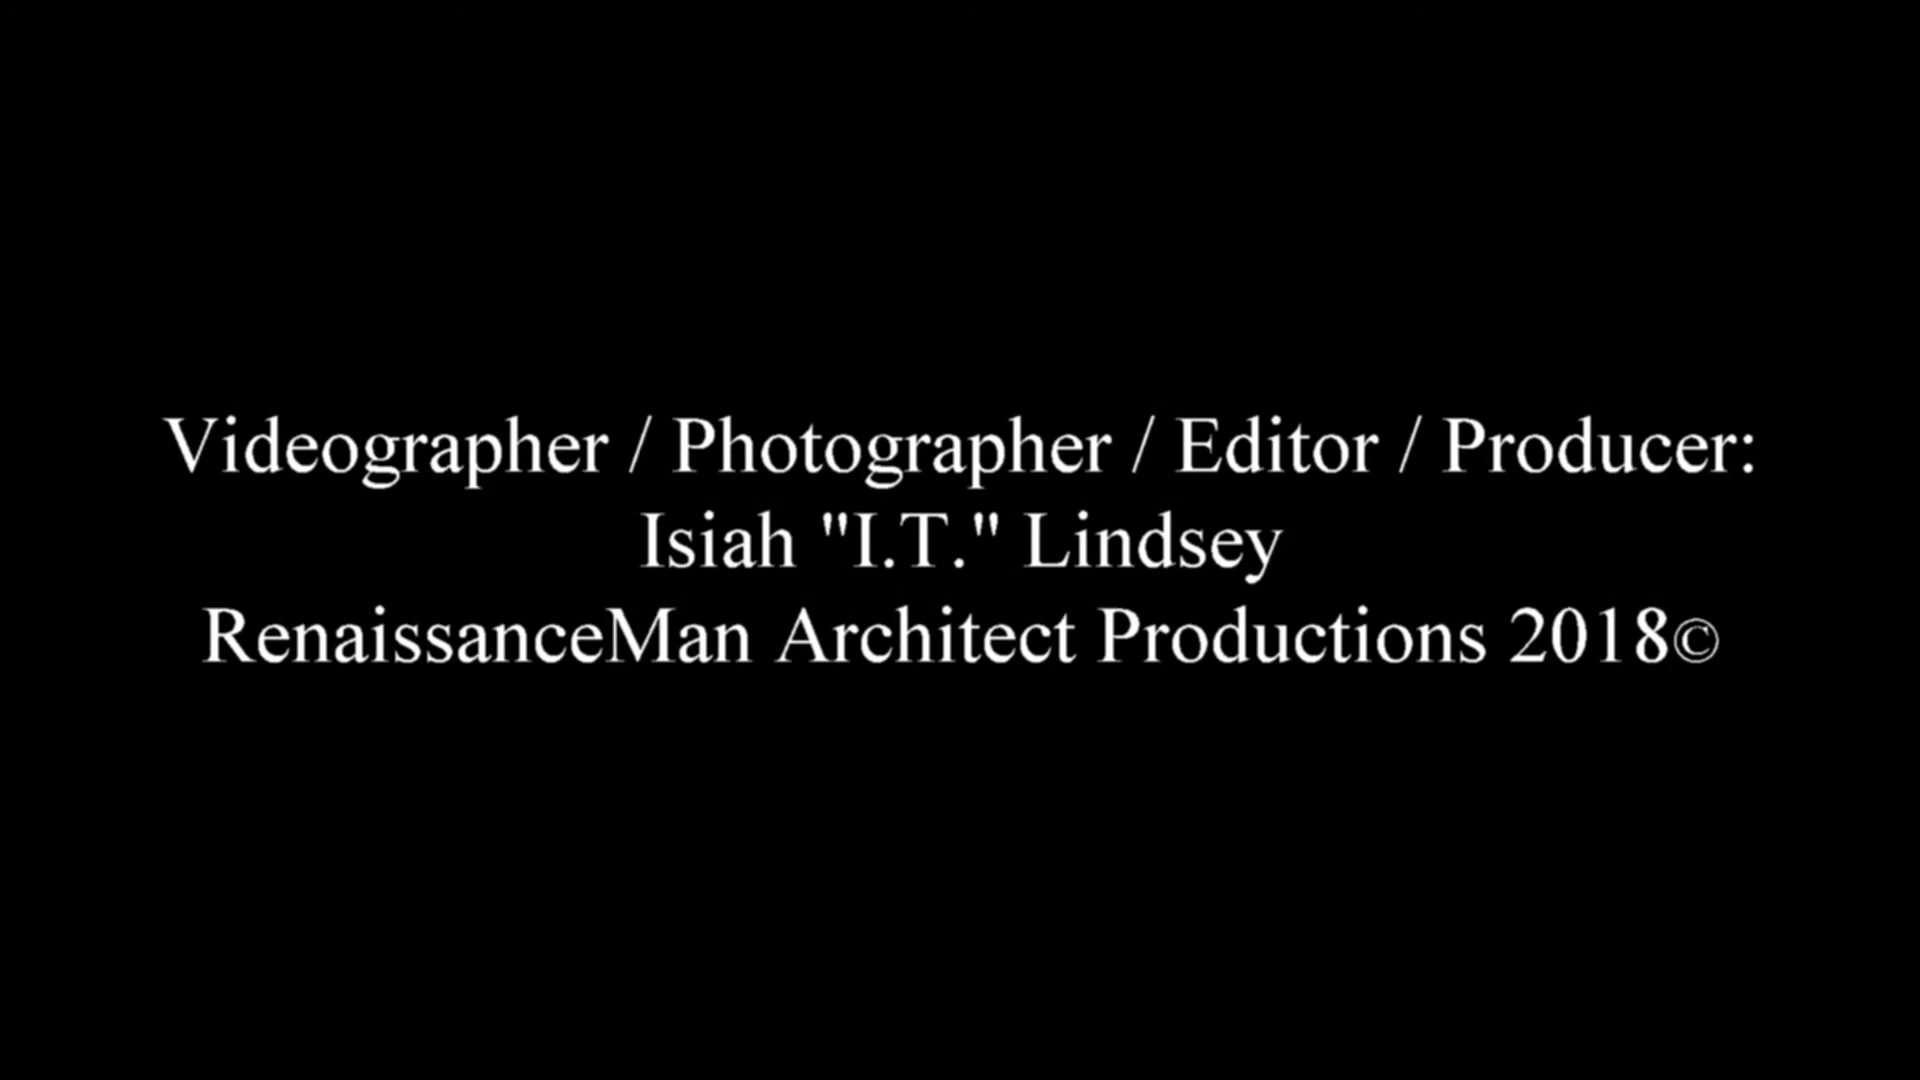 Videographer / Photographer / Editor / Producer:
Isiah "I.T." Lindsey
RenaissanceMan Architect Productions 2018©